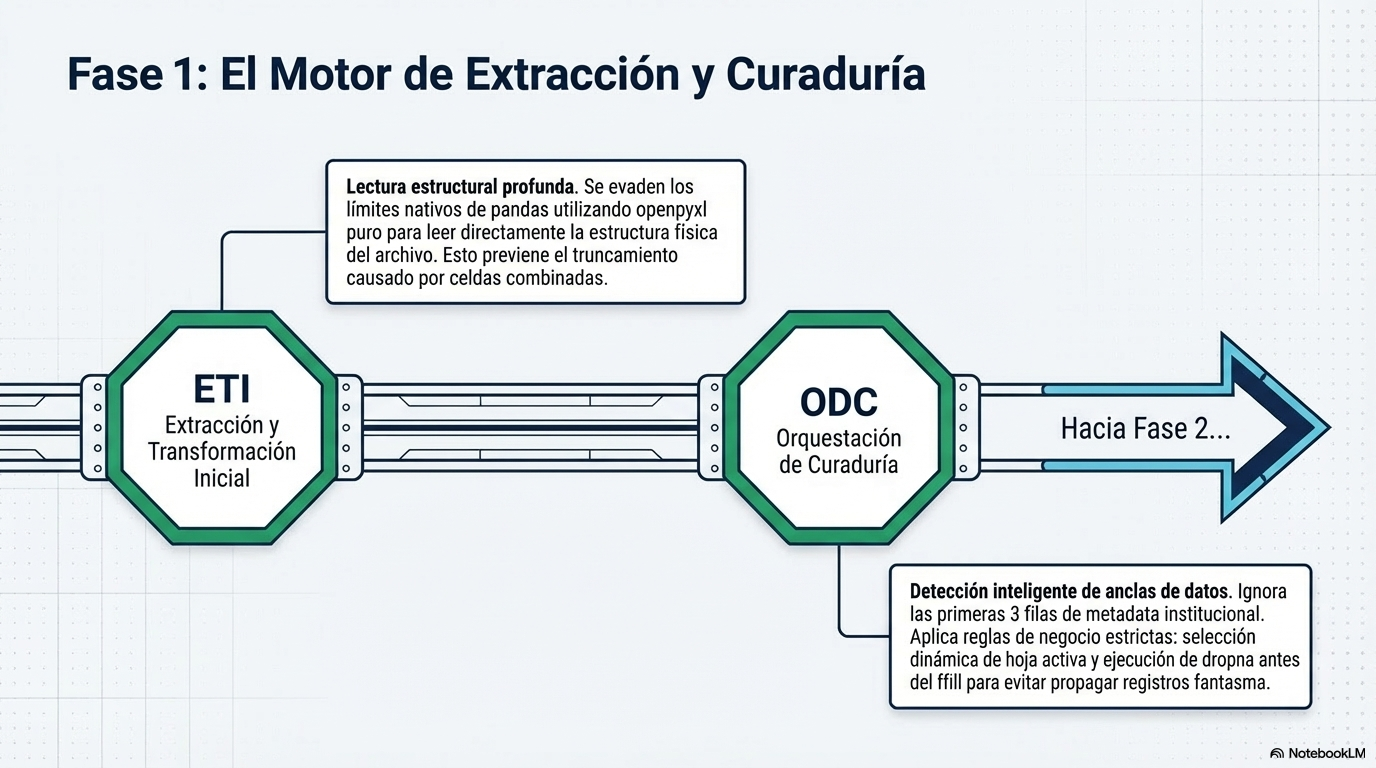 Fase 1: El Motor de Extracción y Curaduría
Lectura estructural profunda. Se evaden los
límites nativos de pandas utilizando openpyxl
puro para leer directamente la estructura física
del archivo. Esto previene el truncamiento
causado por celdas combinadas.
ETI
Extracción y
Transformación
Inicial
ODC
Orquestación
de Curaduría
Hacia Fase 2...
Detección inteligente de anclas de datos. Ignora
las primeras 3 filas de metadata institucional.
Aplica reglas de negocio estrictas: selección
dinámica de hoja activa y ejecución de dropna antes
del ffill para evitar propagar registros fantasma.
NotebookLM